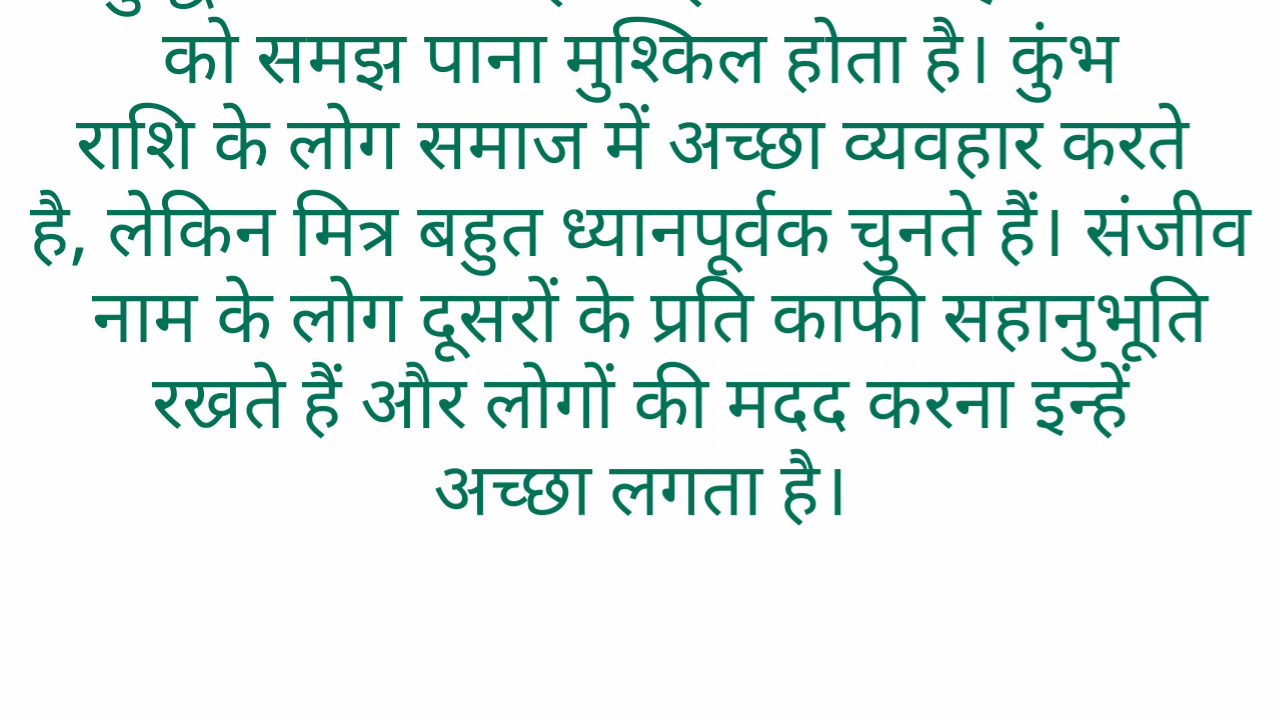 को समझ पाना मुश्किल होता है। कुंभ
राशि के लोग समाज में अच्छा व्यवहार करते
है, लेकिन मित्र बहुत ध्यानपूर्वक चुनते हैं। संजीव
नाम के लोग दूसरों के प्रति काफी सहानुभूति
रखते हैं और लोगों की मदद करना इन्हें
अच्छा लगता है।